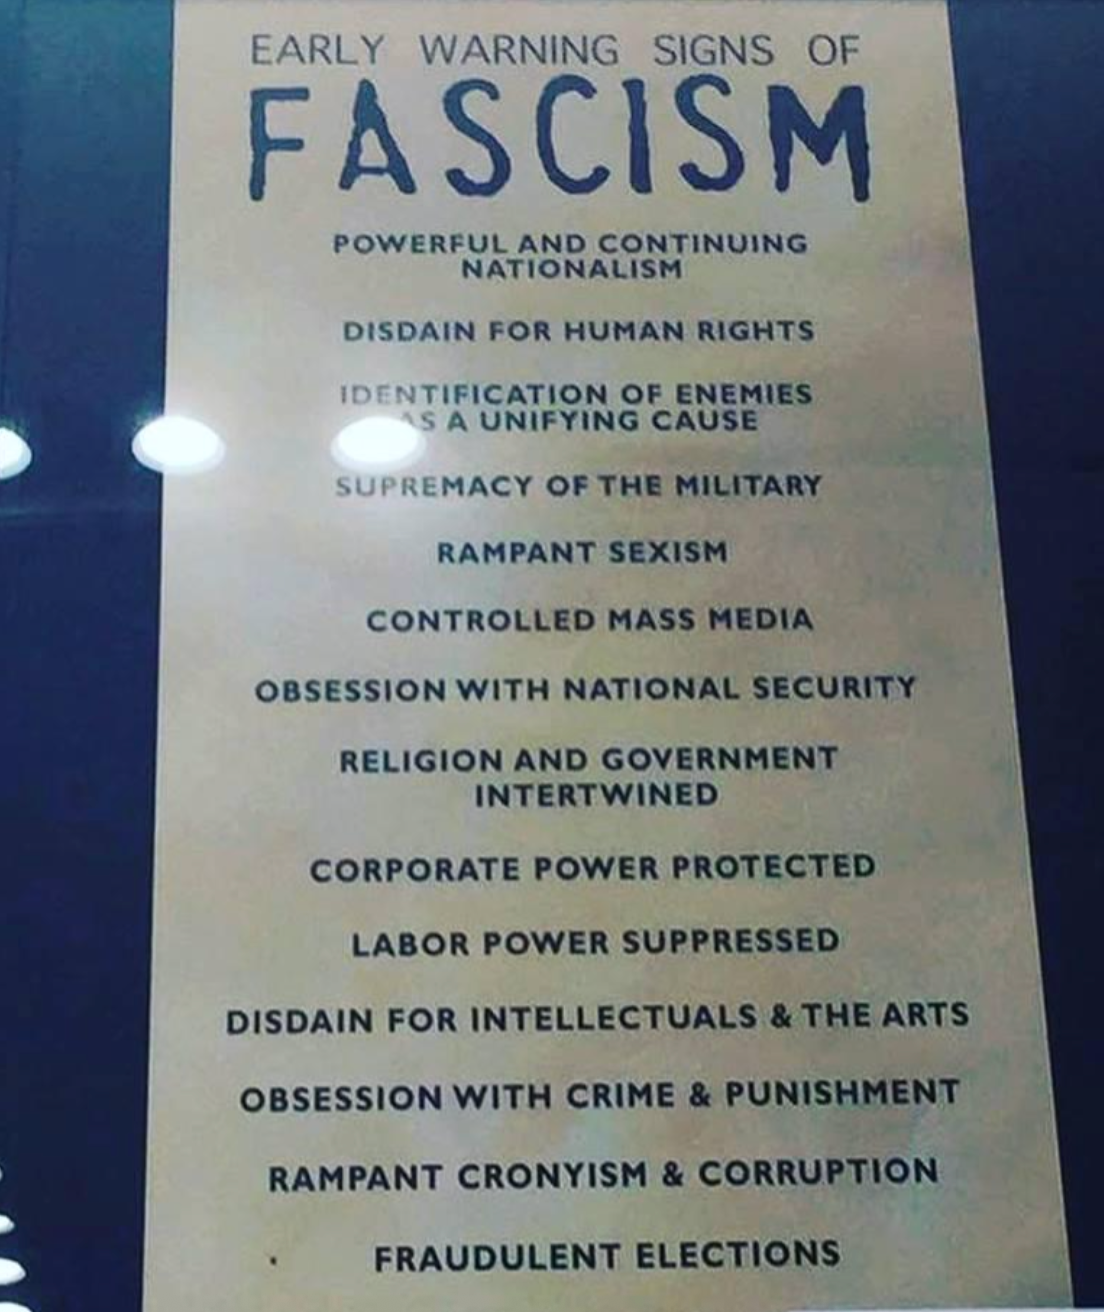 EARLY WARNING SIGNS OF
FASCISM
POWERFUL AND CONTINUING
NATIONALISM
DISDAIN FOR HUMAN RIGHTS
IDENTIFICATION OF ENEMIES
AS A UNIFYING CAUSE
SUPREMACY OF THE MILITARY
RAMPANT SEXISM
CONTROLLED MASS MEDIA
OBSESSION WITH NATIONAL SECURITY
RELIGION AND GOVERNMENT
INTERTWINED
CORPORATE POWER PROTECTED
LABOR POWER SUPPRESSED
DISDAIN FOR INTELLECTUALS & THE ARTS
OBSESSION WITH CRIME & PUNISHMENT
RAMPANT CRONYISM & CORRUPTION
FRAUDULENT ELECTIONS